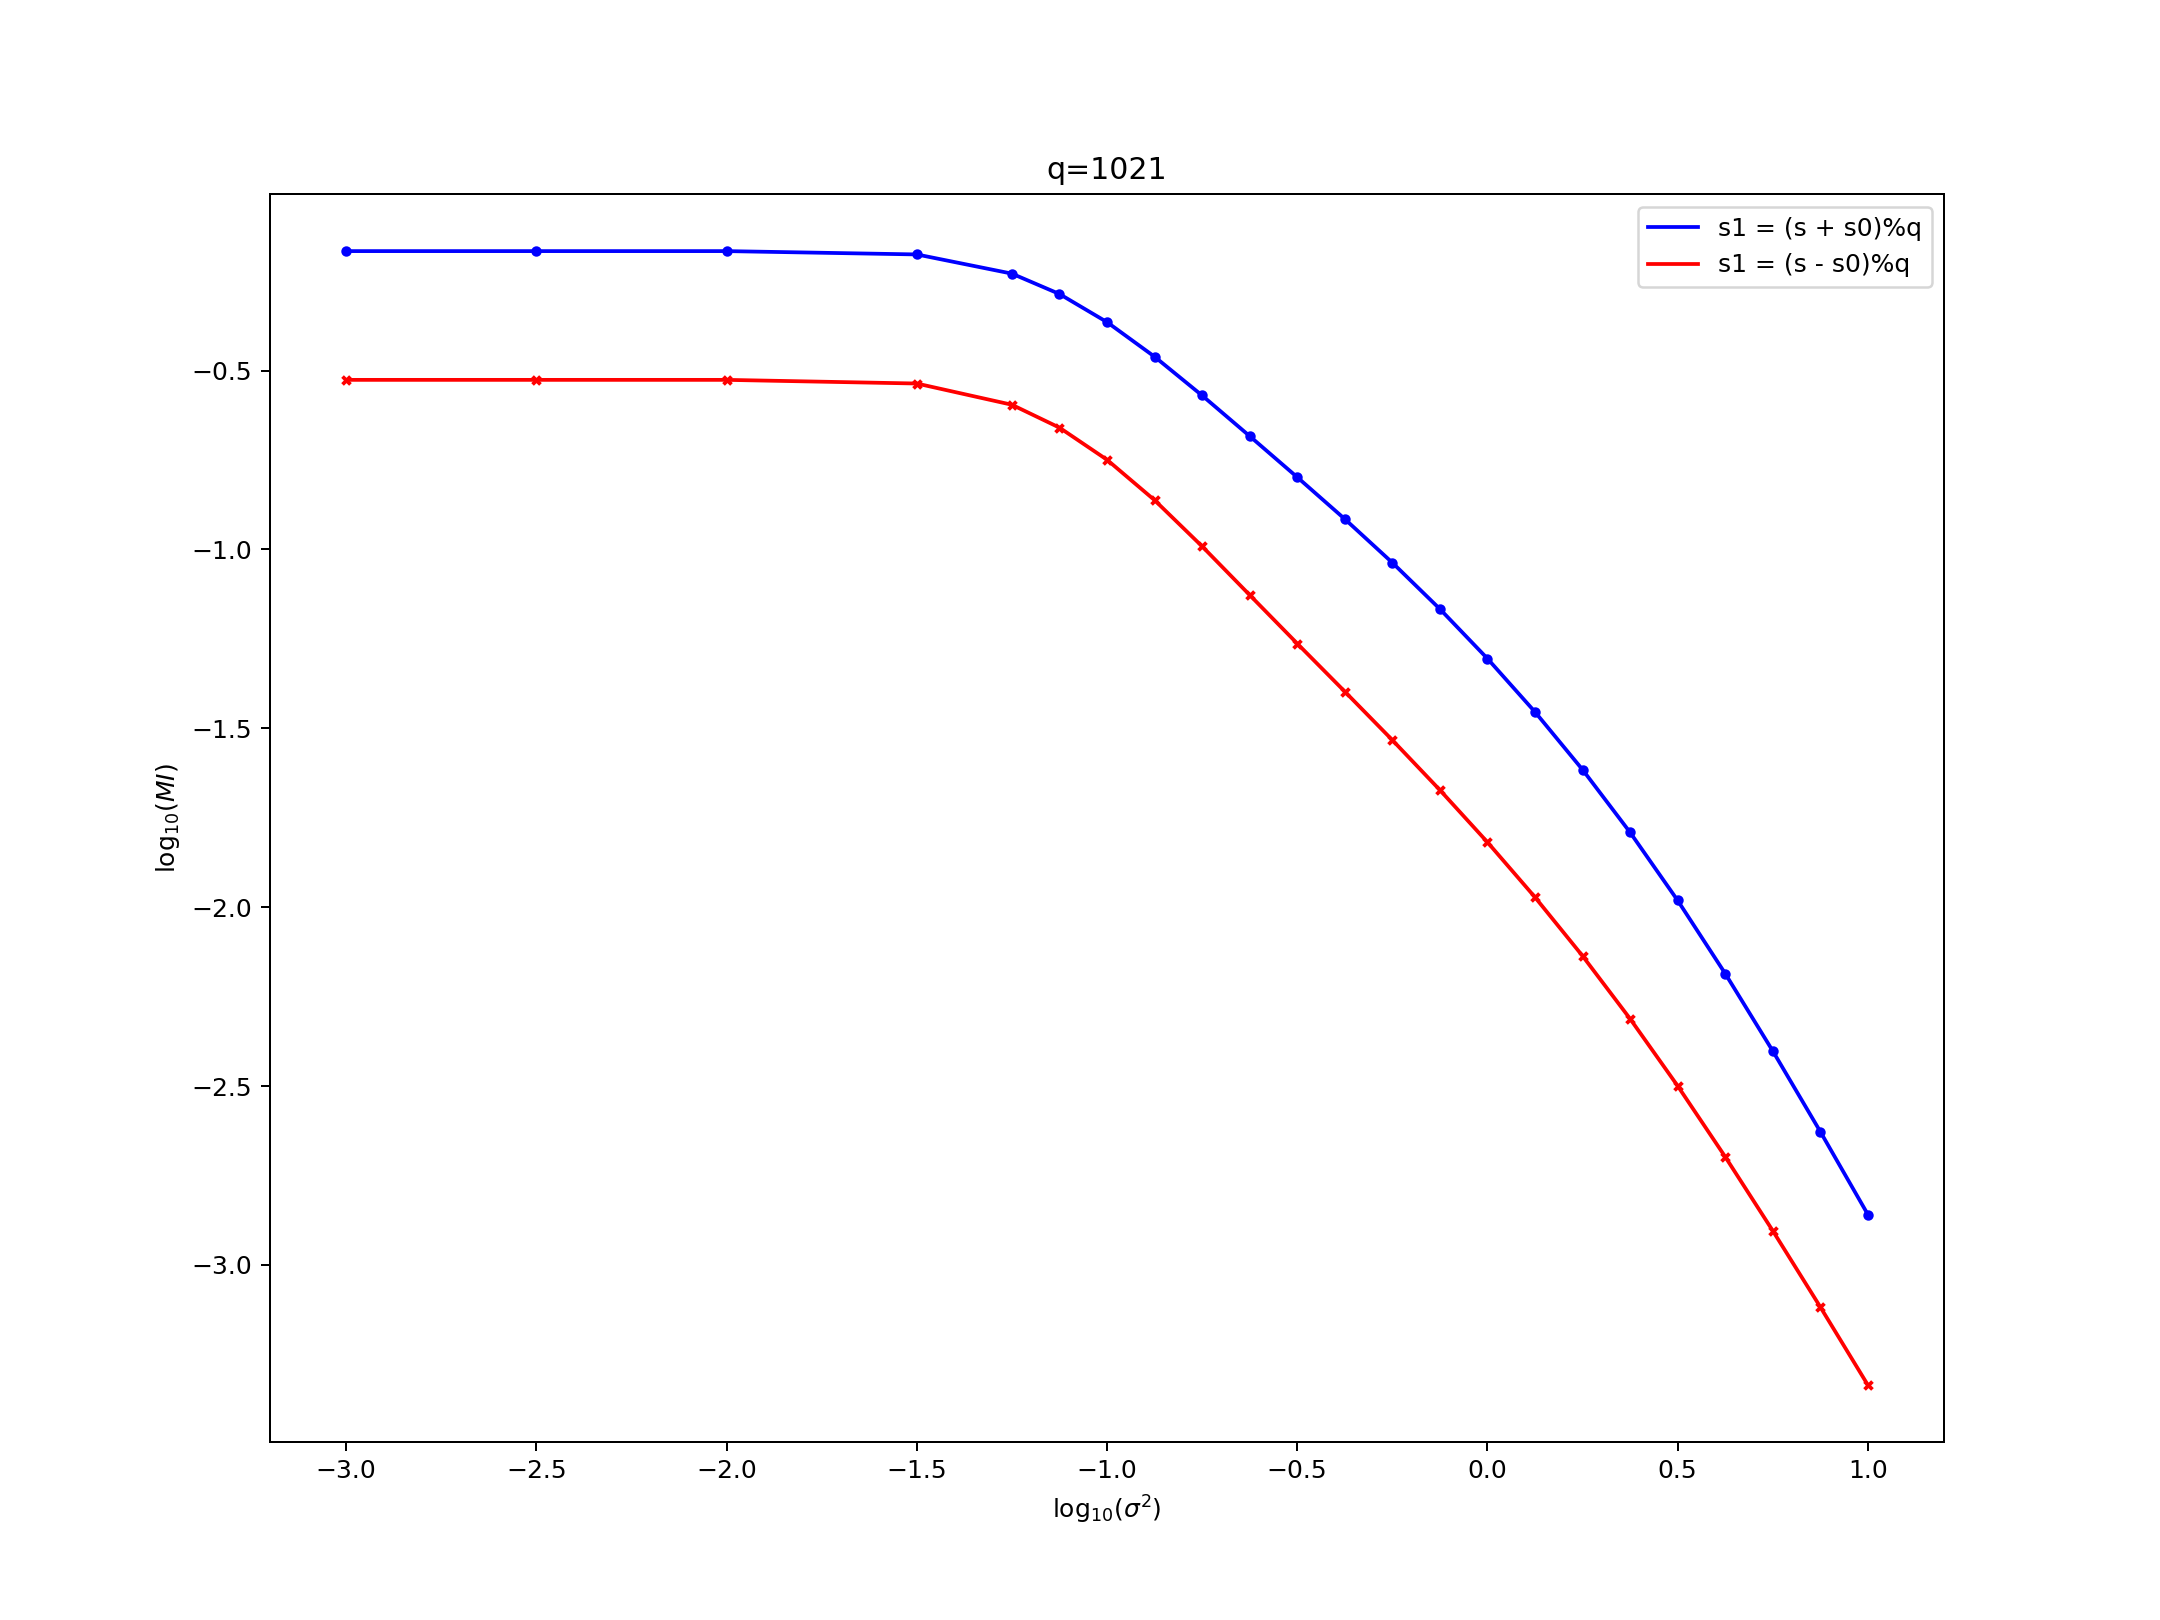 q=1021
s1 = (s + s0)%q
s1 = (s - s0)%q
−0.5
−1.0
−1.5
−2.0
−2.5
−3.0
log₁₀(MI)
−3.0 −2.5 −2.0 −1.5 −1.0 −0.5 0.0 0.5 1.0
log₁₀(σ²)